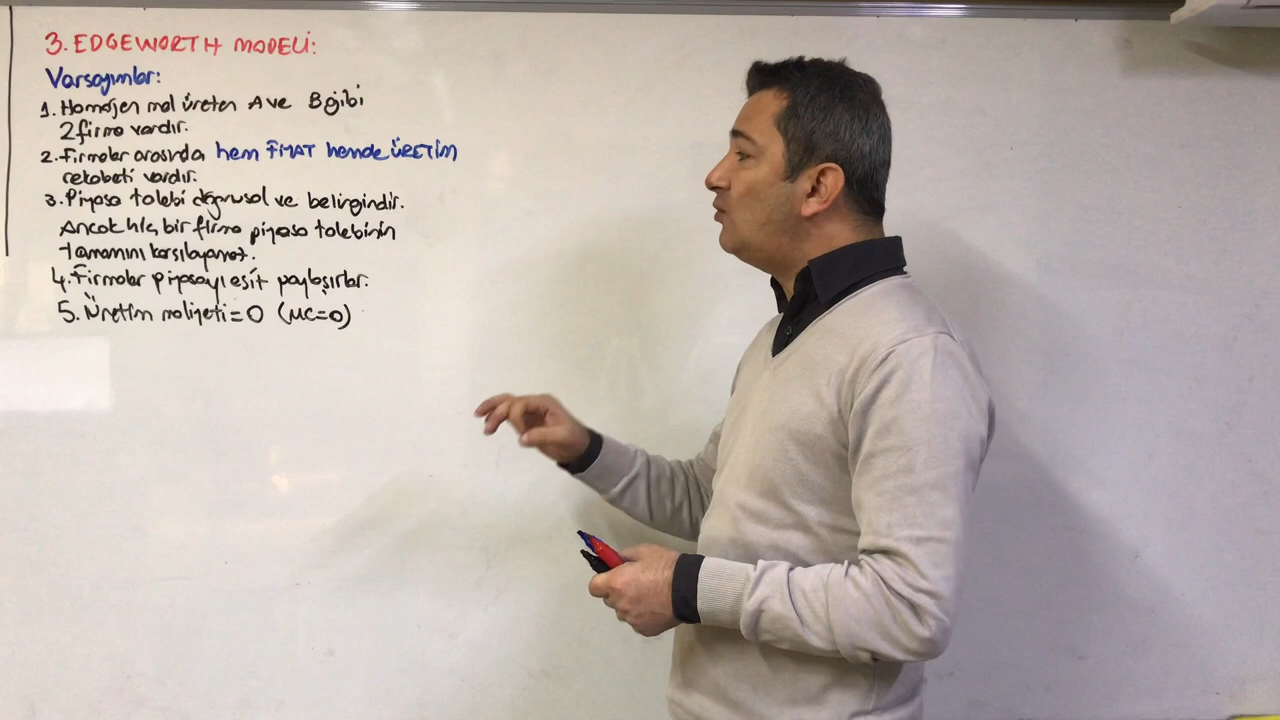 3. EDGEWORTH MODELİ:
Varsayımlar:
1. Homojen mal üreten A ve B gibi
2 firma vardır.
2. Firmalar arasında hem FİYAT hemde ÜRETİM
rekabeti vardır.
3. Piyasa talebi doğrusal ve belirgindir.
Ancak hiç bir firma piyasa talebinin
tamamını karşılayamaz.
4. Firmalar piyasayı eşit paylaşırlar.
5. Üretim maliyeti = 0 (MC=0)